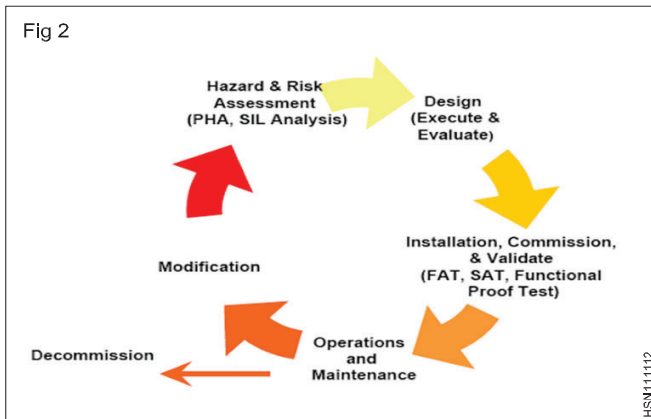 Fig 2
Hazard & Risk
Assessment
(PHA, SIL Analysis)
Design
(Execute &
Evaluate)
Installation, Commission,
& Validate
(FAT, SAT, Functional
Proof Test)
Operations
and
Maintenance
Modification
Decommission
HSN111112